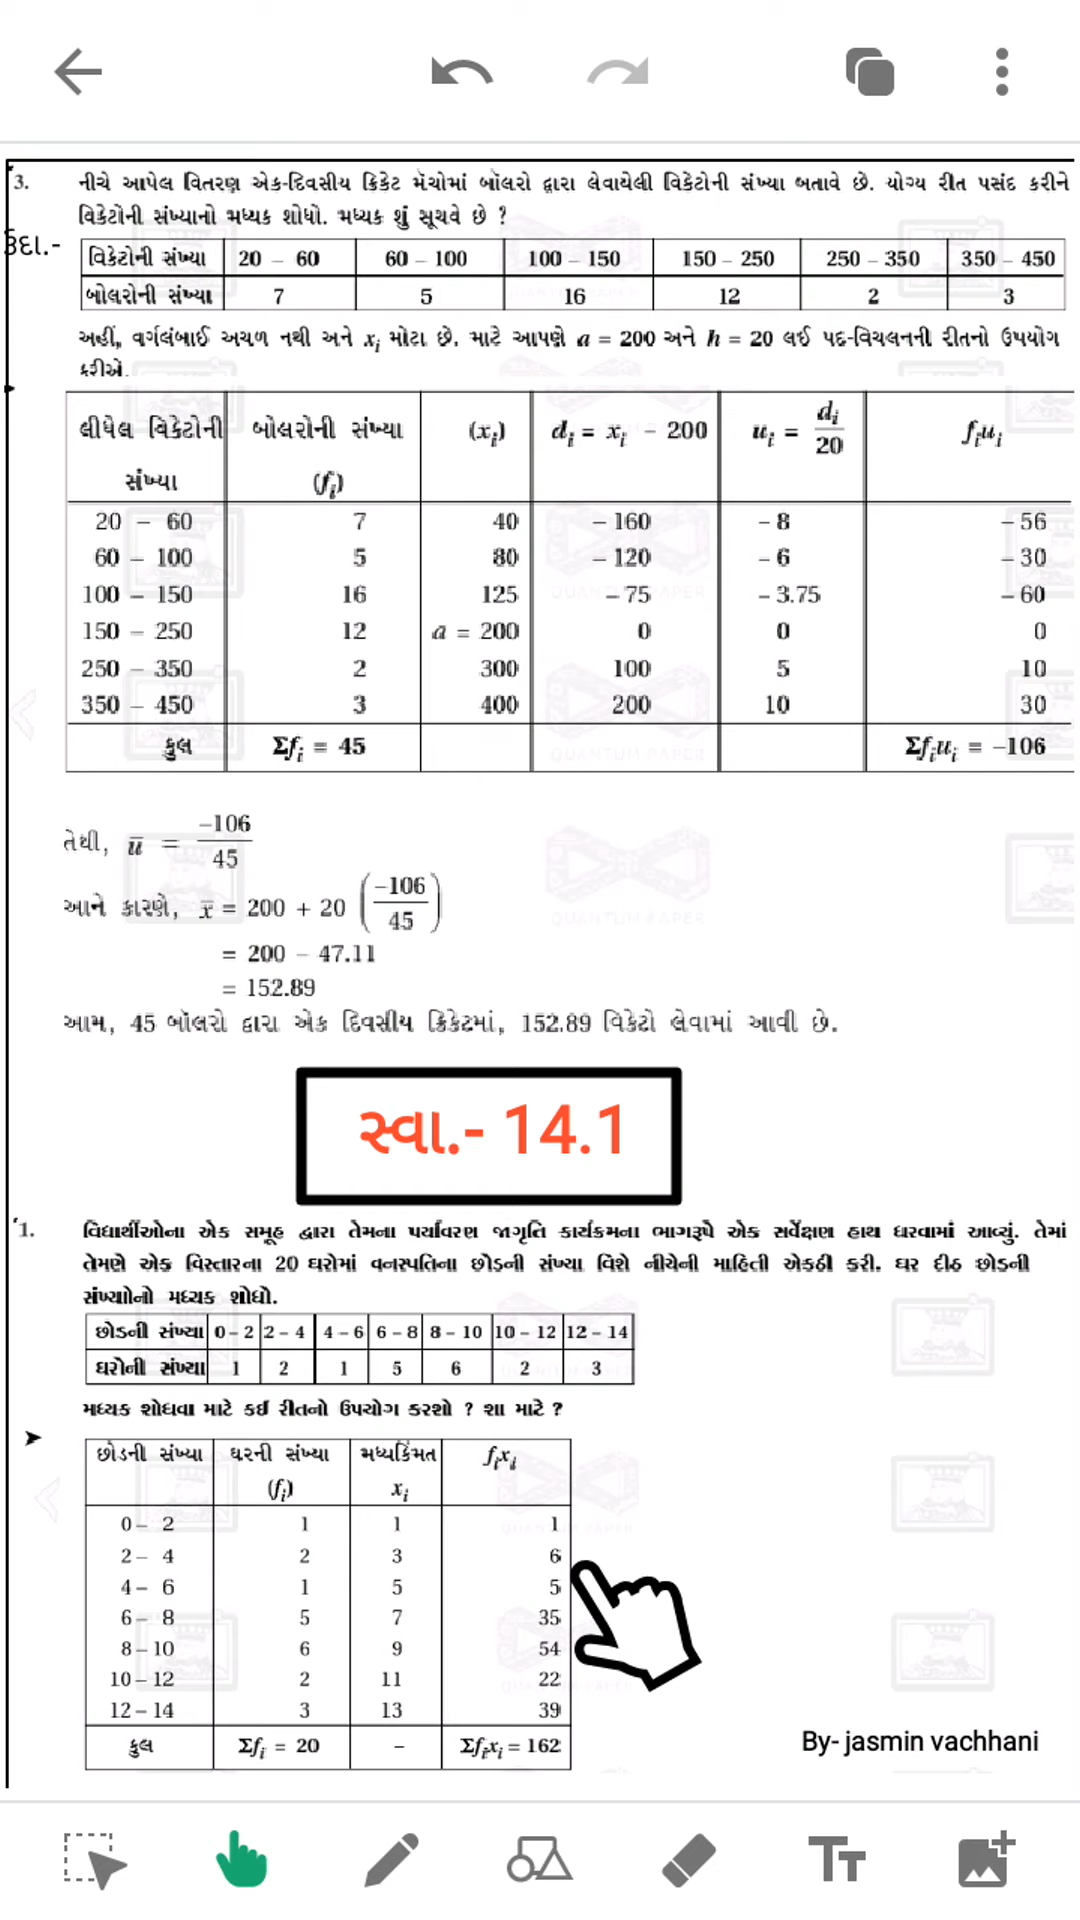 3. નીચે આપેલ વિતરણ એક-દિવસીય ક્રિકેટ મૅચોમાં બૉલરો દ્વારા લેવાયેલી વિકેટોની સંખ્યા બતાવે છે. યોગ્ય રીત પસંદ કરીને
વિકેટોની સંખ્યાનો મધ્યક શોધો. મધ્યક શું સૂચવે છે ?
ઉદા.-
વિકેટોની સંખ્યા 20 – 60 60 – 100 100 – 150 150 – 250 250 – 350 350 – 450
બોલરોની સંખ્યા 7 5 16 12 2 3
અહીં, વર્ગલંબાઈ અચળ નથી અને xᵢ મોટા છે. માટે આપણે a = 200 અને h = 20 લઈ પદ-વિચલનની રીતનો ઉપયોગ
કરીએ.
લીધેલ વિકેટોની સંખ્યા બોલરોની સંખ્યા (fᵢ) (xᵢ) dᵢ = xᵢ – 200 uᵢ = dᵢ/20 fᵢuᵢ
20 – 60 7 40 – 160 – 8 – 56
60 – 100 5 80 – 120 – 6 – 30
100 – 150 16 125 – 75 – 3.75 – 60
150 – 250 12 a = 200 0 0 0
250 – 350 2 300 100 5 10
350 – 450 3 400 200 10 30
કુલ Σfᵢ = 45 Σfᵢuᵢ = –106
તેથી, u̅ = –106/45
આને કારણે, x̅ = 200 + 20 (–106/45)
= 200 – 47.11
= 152.89
આમ, 45 બૉલરો દ્વારા એક દિવસીય ક્રિકેટમાં, 152.89 વિકેટો લેવામાં આવી છે.
સ્વા.- 14.1
1. વિદ્યાર્થીઓના એક સમૂહ દ્વારા તેમના પર્યાવરણ જાગૃતિ કાર્યક્રમના ભાગરૂપે એક સર્વેક્ષણ હાથ ધરવામાં આવ્યું. તેમાં
તેમણે એક વિસ્તારના 20 ઘરોમાં વનસ્પતિના છોડની સંખ્યા વિશે નીચેની માહિતી એકઠી કરી. ઘર દીઠ છોડની
સંખ્યાોનો મધ્યક શોધો.
છોડની સંખ્યા 0 – 2 2 – 4 4 – 6 6 – 8 8 – 10 10 – 12 12 – 14
ઘરોની સંખ્યા 1 2 1 5 6 2 3
મધ્યક શોધવા માટે કઈ રીતનો ઉપયોગ કરશો ? શા માટે ?
છોડની સંખ્યા ઘરની સંખ્યા (fᵢ) મધ્યકિંમત xᵢ fᵢxᵢ
0 – 2 1 1 1
2 – 4 2 3 6
4 – 6 1 5 5
6 – 8 5 7 35
8 – 10 6 9 54
10 – 12 2 11 22
12 – 14 3 13 39
કુલ Σfᵢ = 20 – Σfᵢxᵢ = 162
By- jasmin vachhani
TT
QUANTUM PAPER